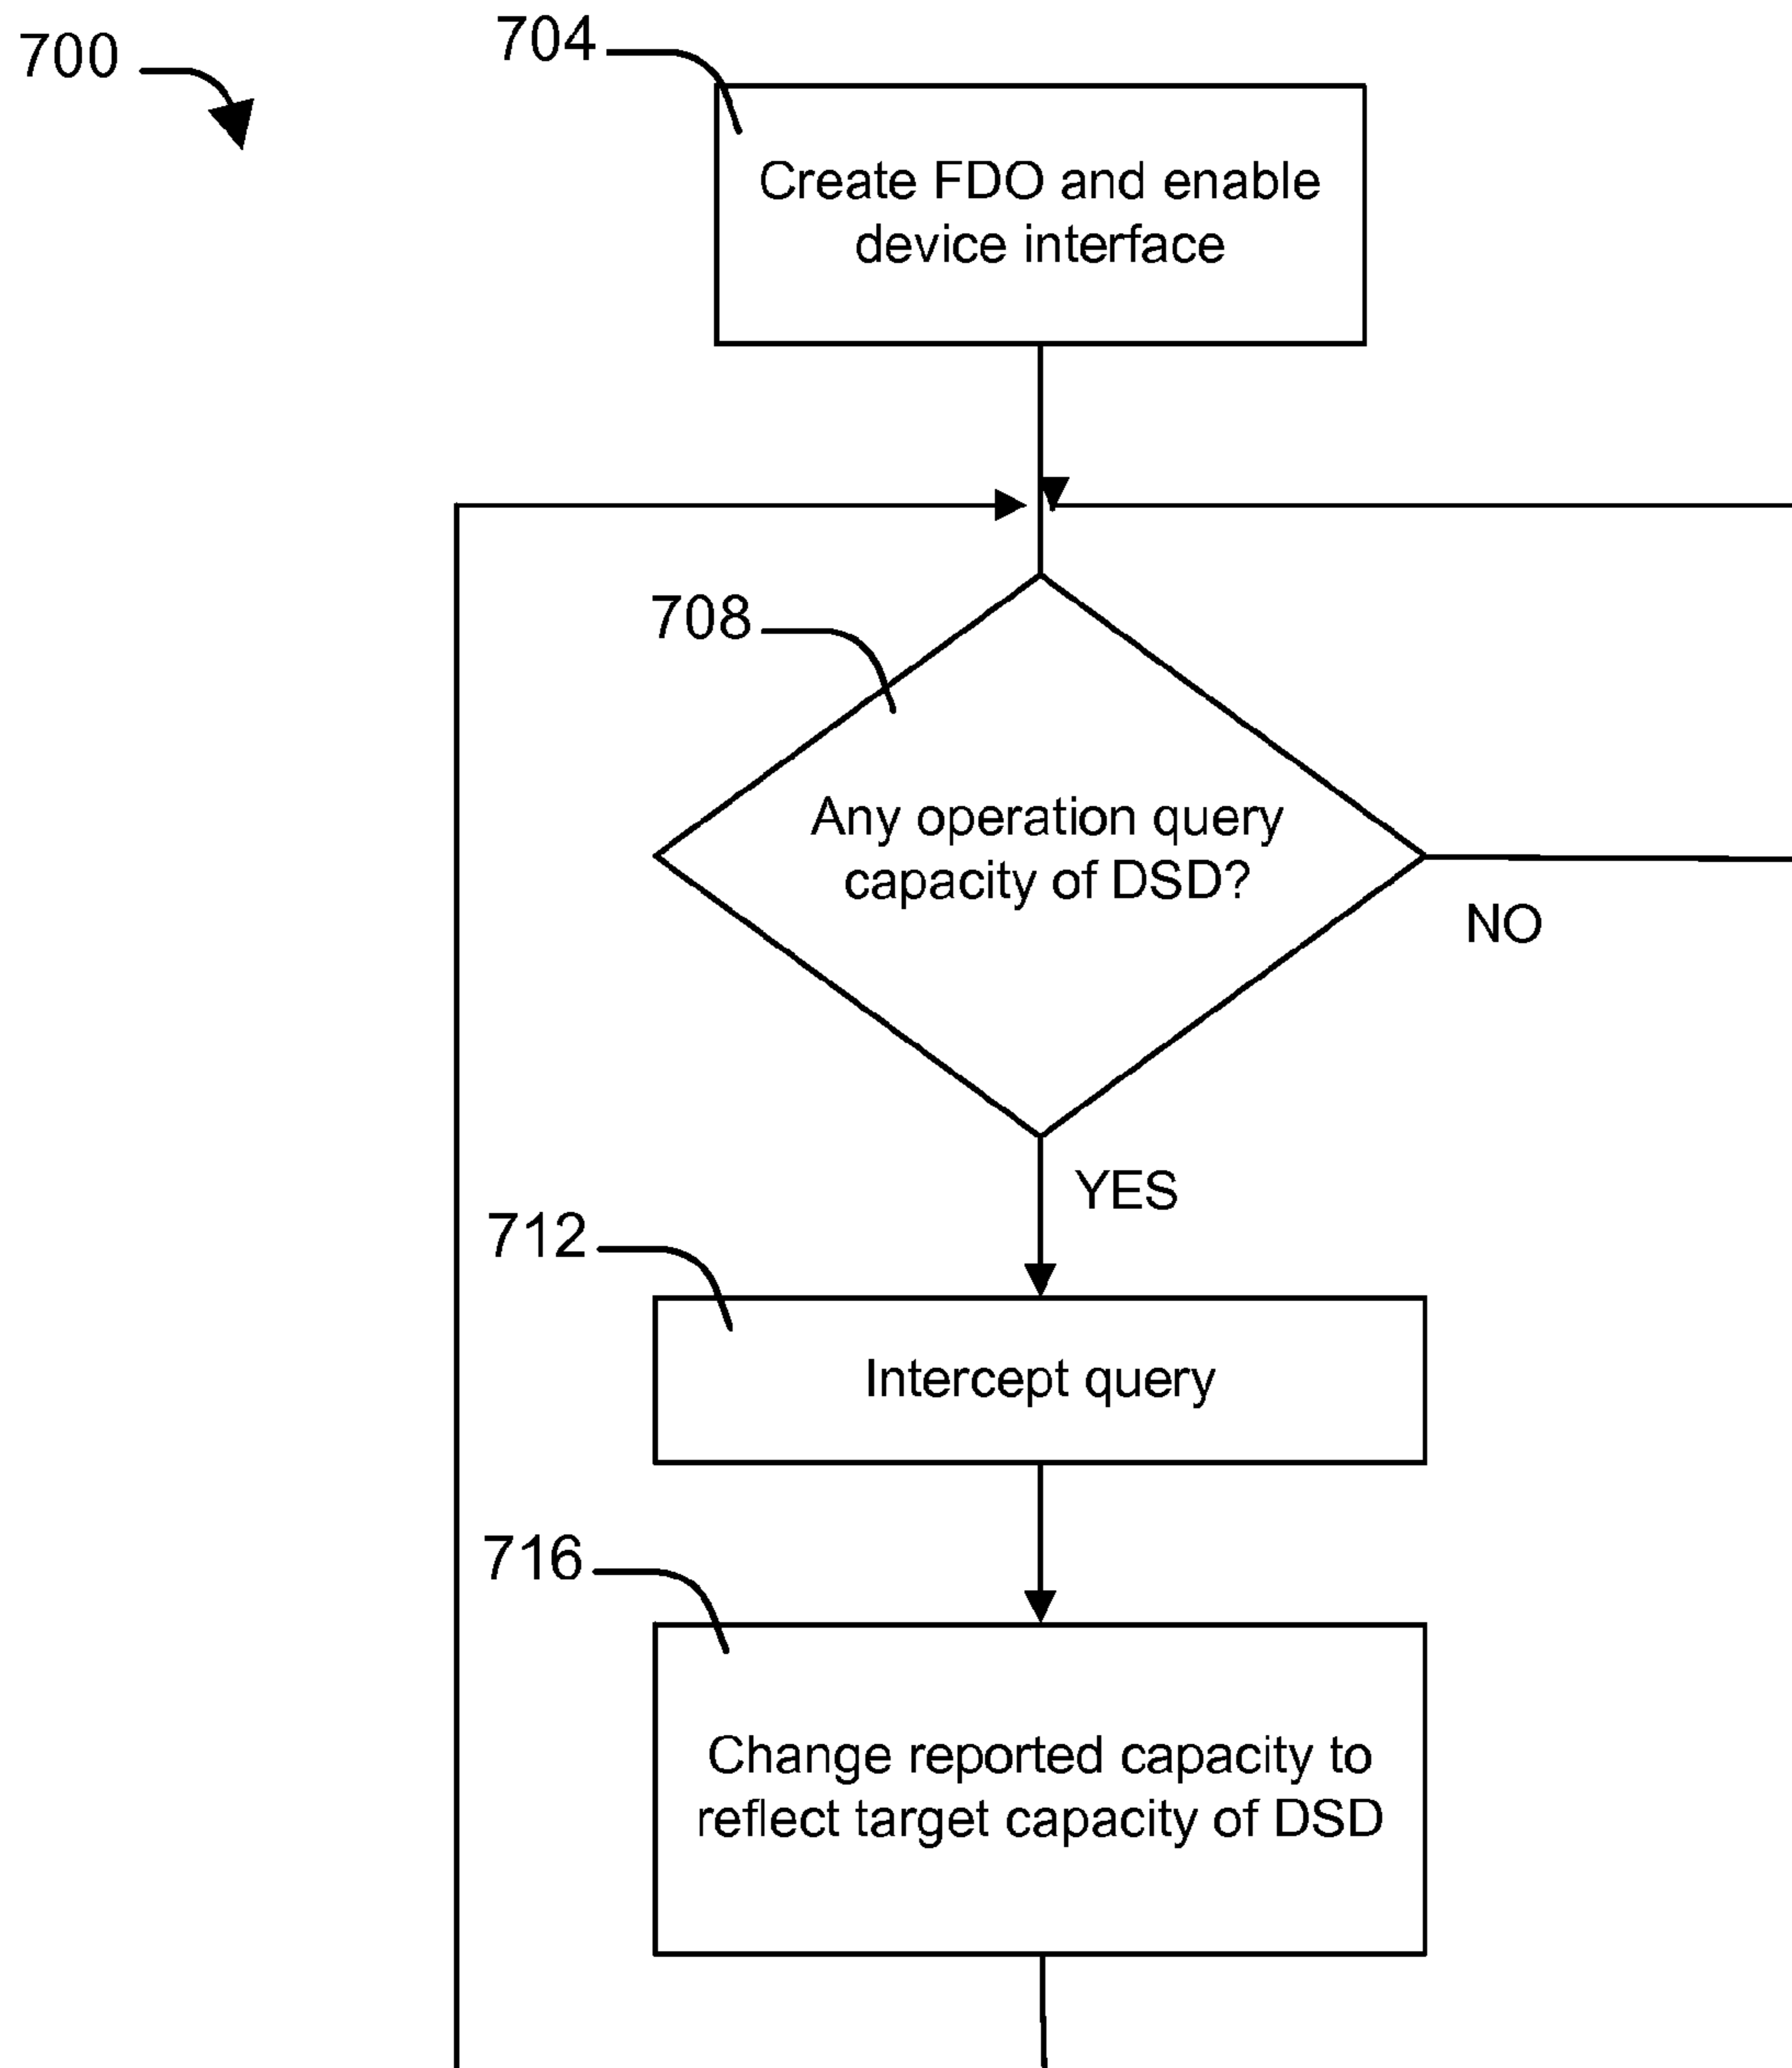 700
704
Create FDO and enable
device interface
708
Any operation query
capacity of DSD?
NO
YES
712
Intercept query
716
Change reported capacity to
reflect target capacity of DSD